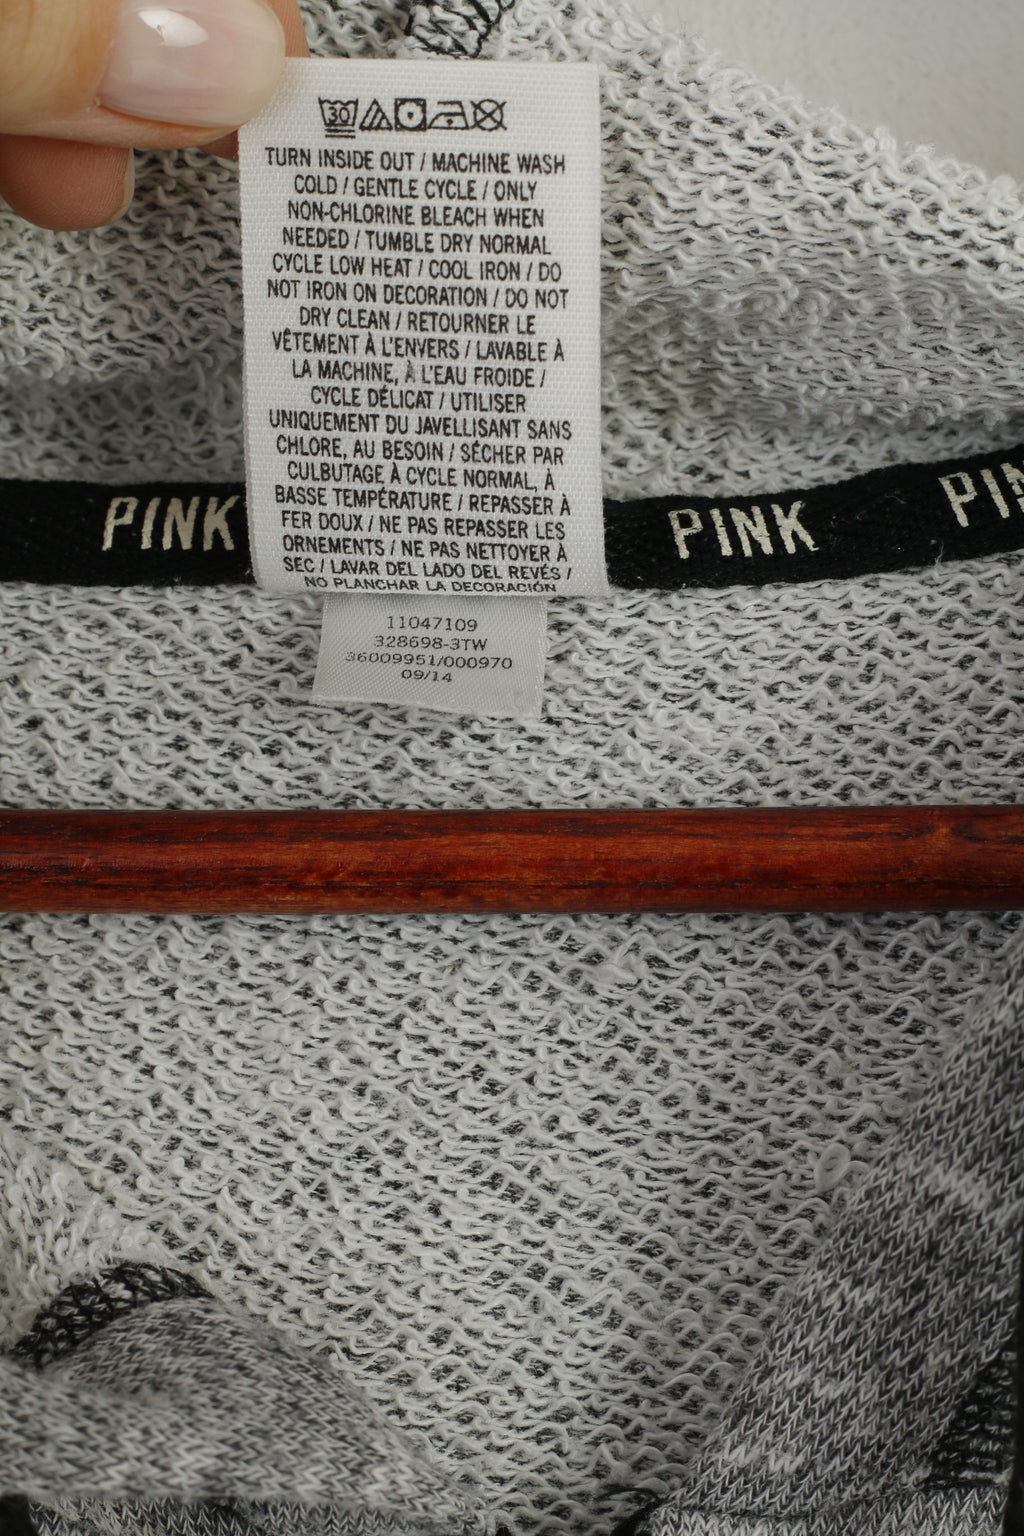 30
TURN INSIDE OUT / MACHINE WASH
COLD / GENTLE CYCLE / ONLY
NON-CHLORINE BLEACH WHEN
NEEDED / TUMBLE DRY NORMAL
CYCLE LOW HEAT / COOL IRON / DO
NOT IRON ON DECORATION / DO NOT
DRY CLEAN / RETOURNER LE
VÊTEMENT À L'ENVERS / LAVABLE À
LA MACHINE, À L'EAU FROIDE /
CYCLE DÉLICAT / UTILISER
UNIQUEMENT DU JAVELLISANT SANS
CHLORE, AU BESOIN / SÉCHER PAR
CULBUTAGE À CYCLE NORMAL, À
BASSE TEMPÉRATURE / REPASSER À
FER DOUX / NE PAS REPASSER LES
ORNEMENTS / NE PAS NETTOYER À
SEC / LAVAR DEL LADO DEL REVÉS /
NO PLANCHAR LA DECORACIÓN
PINK PINK PIN
11047109
328698-3TW
36009951/000970
09/14